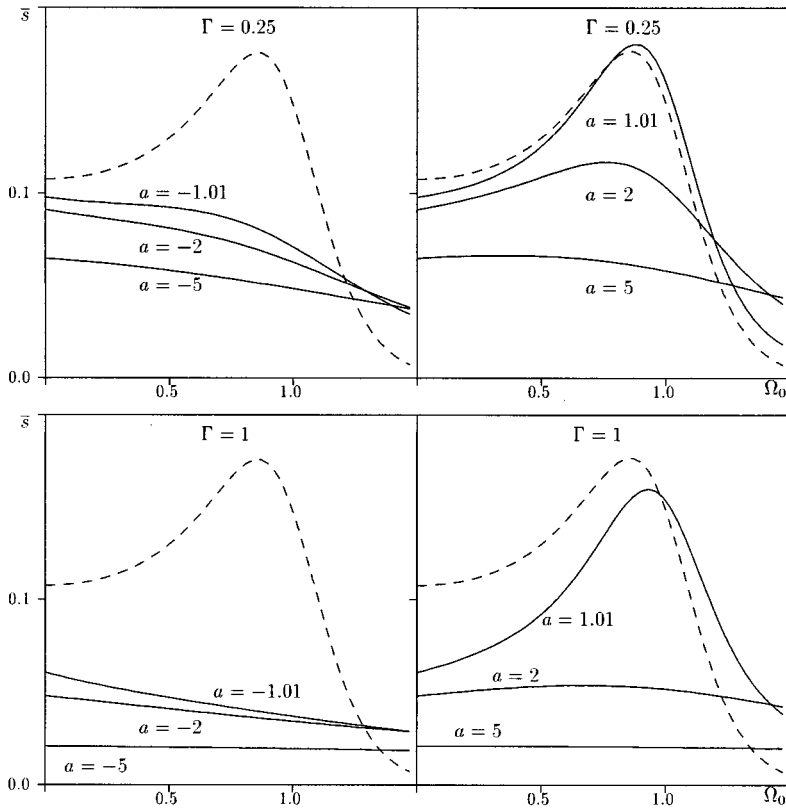 s̅
Γ = 0.25
Γ = 0.25
a = 1.01
0.1
a = −1.01
a = 2
a = −2
a = −5
a = 5
0.0
0.5
1.0
0.5
1.0
Ω₀
s̅
Γ = 1
Γ = 1
0.1
a = 1.01
a = −1.01
a = 2
a = −2
a = 5
a = −5
0.0
0.5
1.0
0.5
1.0
Ω₀